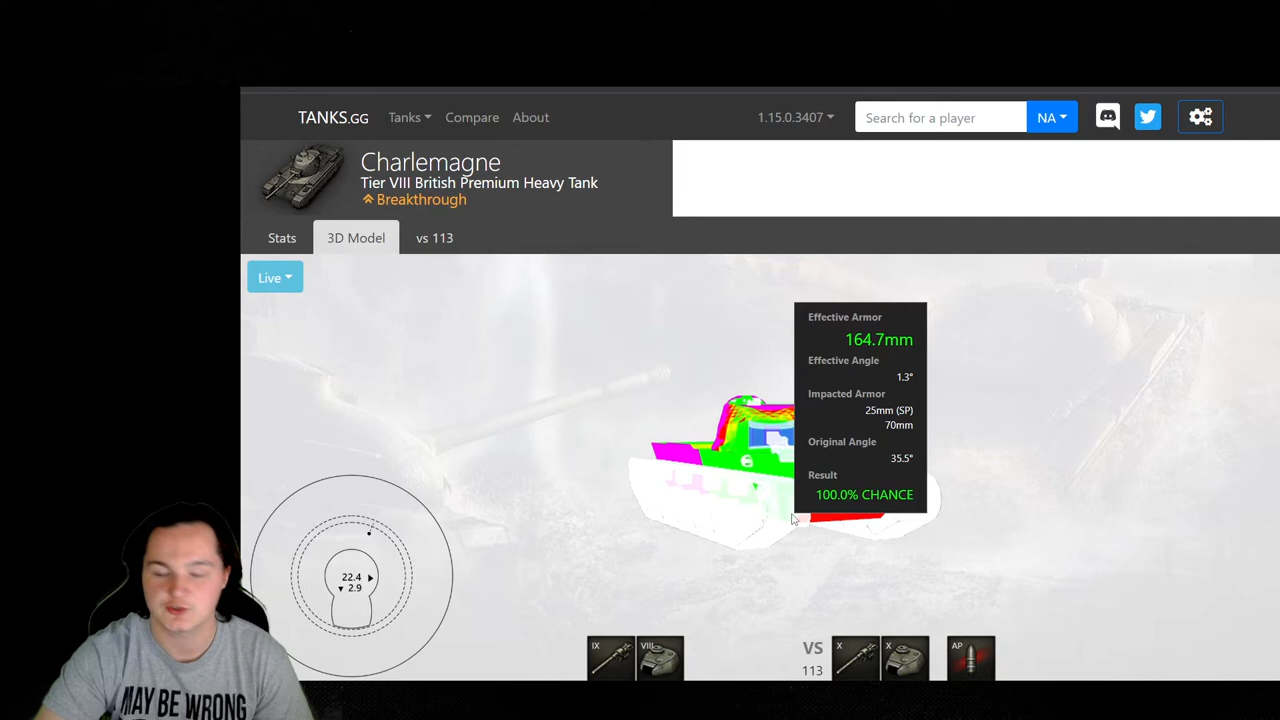 TANKS.GG Tanks Compare About 1.15.0.3407 Search for a player NA
Charlemagne
Tier VIII British Premium Heavy Tank
Breakthrough
Stats 3D Model vs 113
Live
Effective Armor
164.7mm
Effective Angle
1.3°
Impacted Armor
25mm (SP)
70mm
Original Angle
35.5°
Result
100.0% CHANCE
22.4
2.9
IX VIII VS X X AP
113
MAY BE WRONG